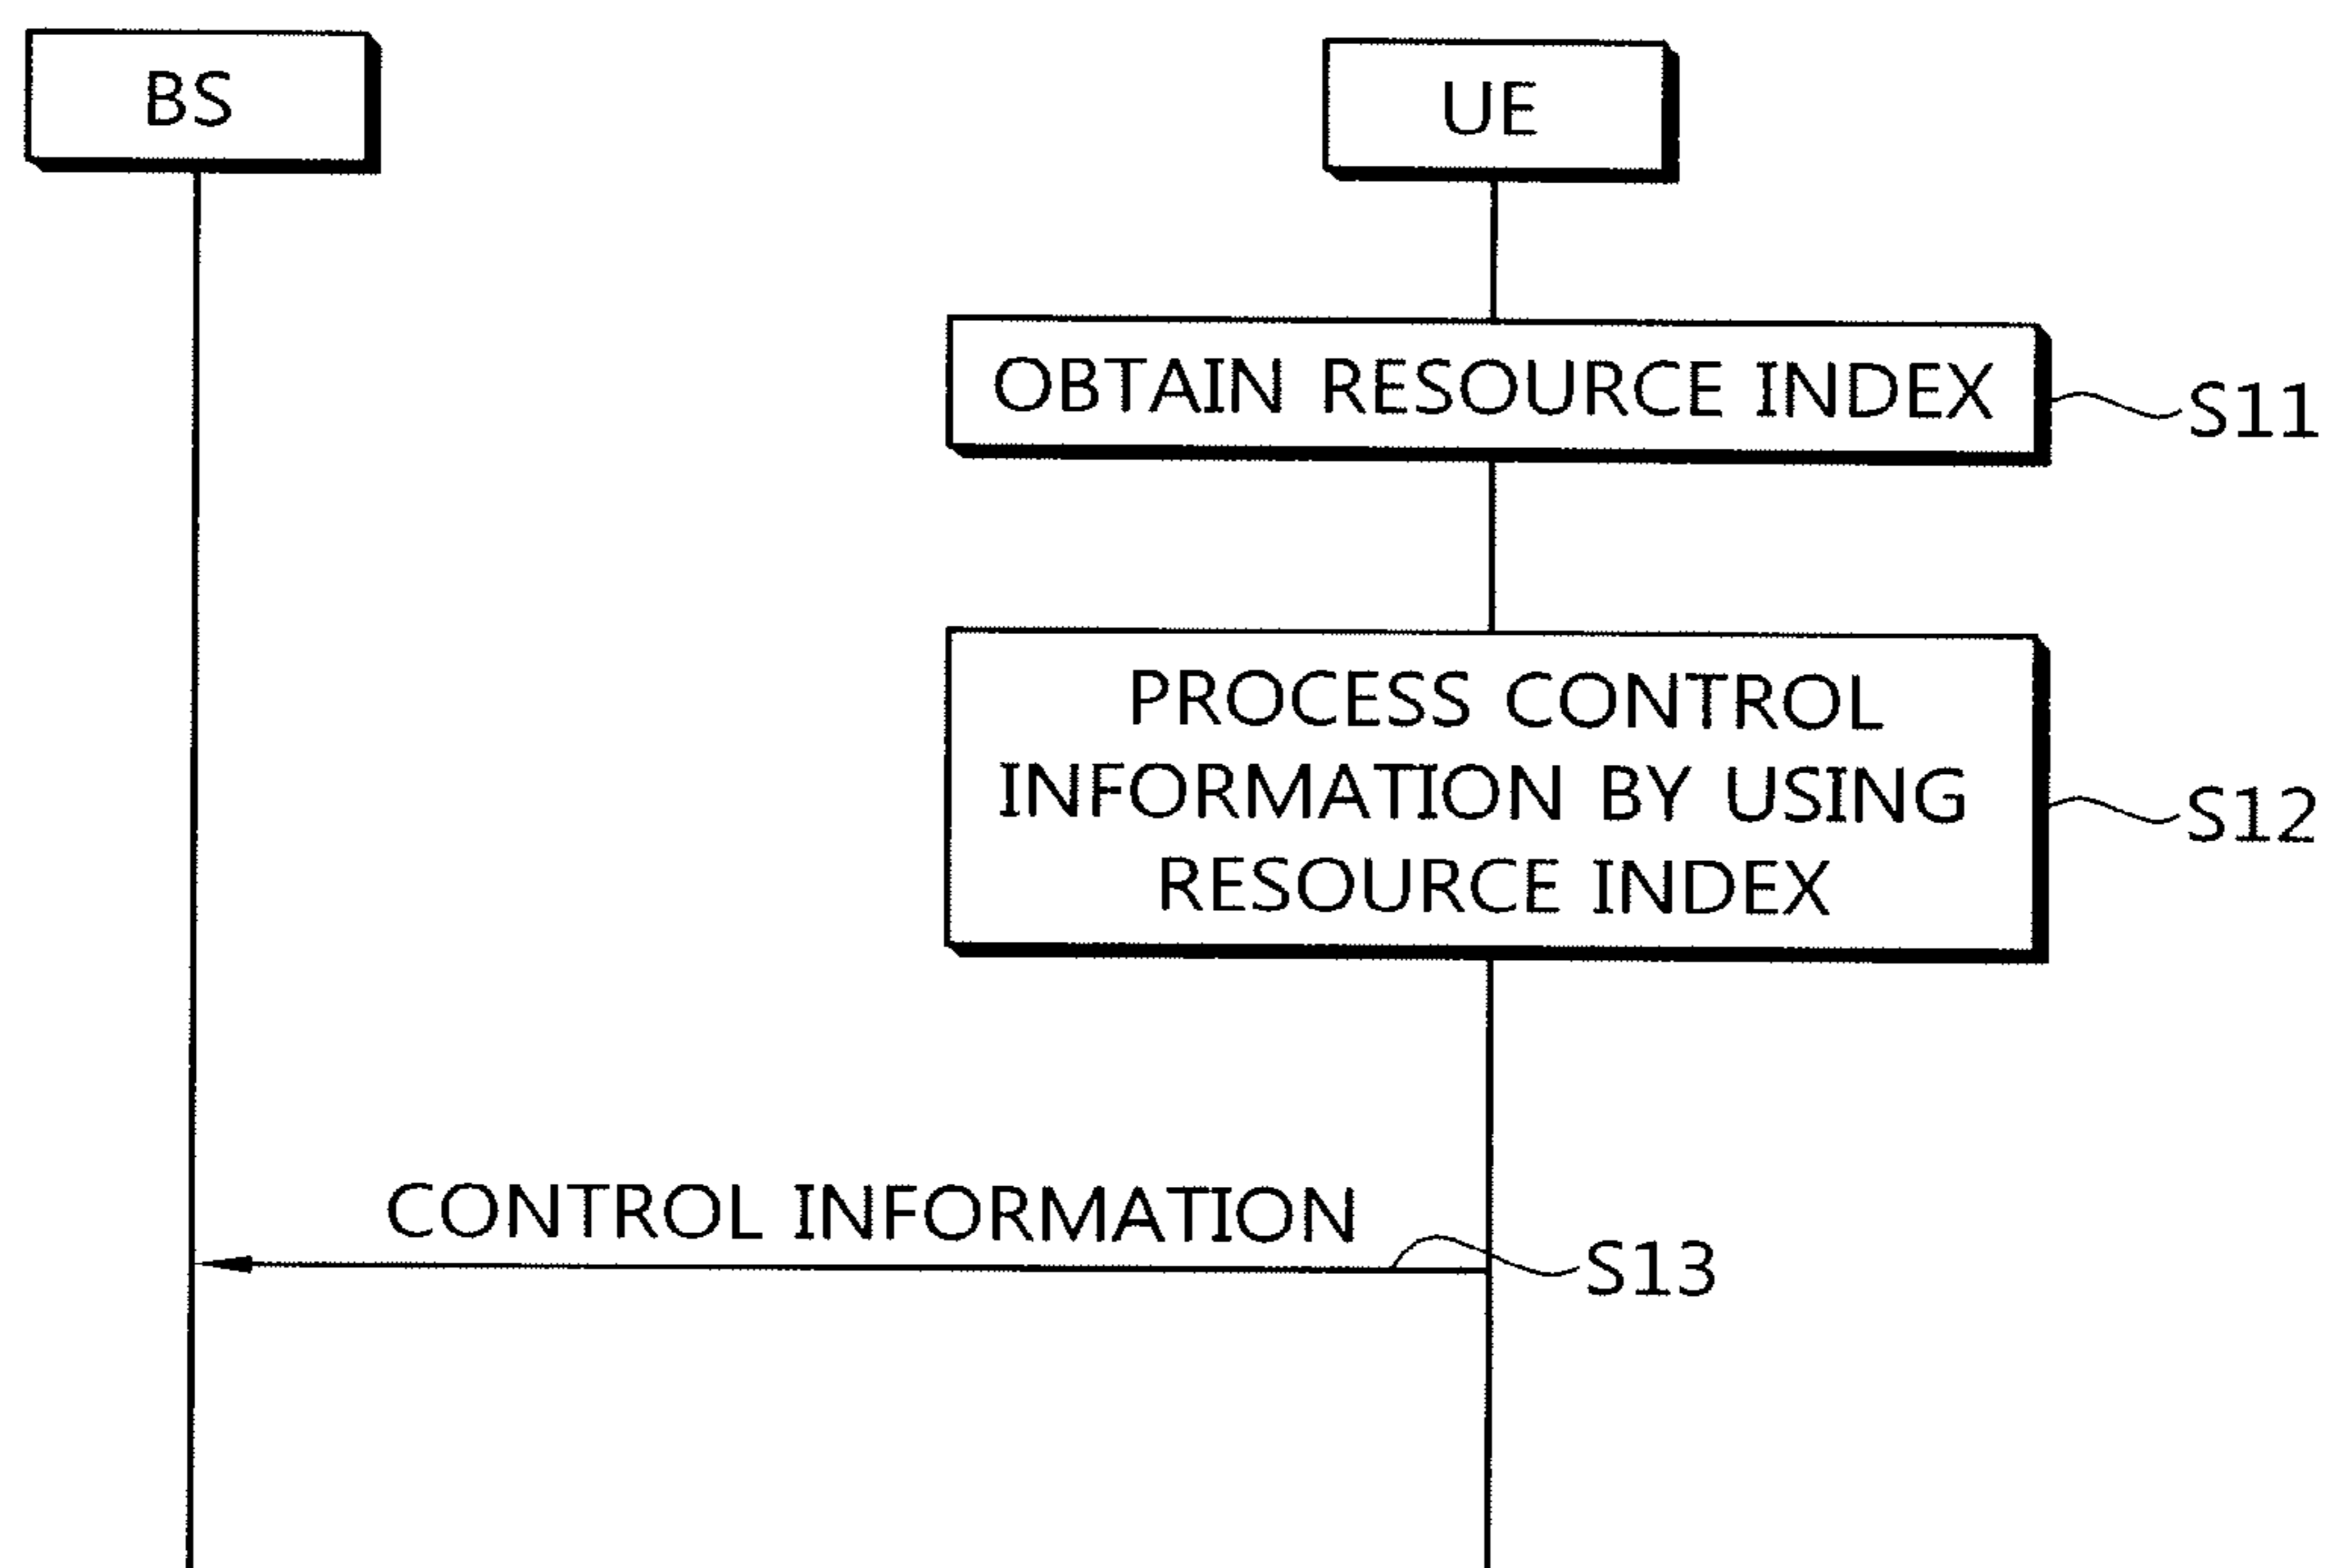 BS
UE
OBTAIN RESOURCE INDEX
S11
PROCESS CONTROL
INFORMATION BY USING
RESOURCE INDEX
S12
CONTROL INFORMATION
S13